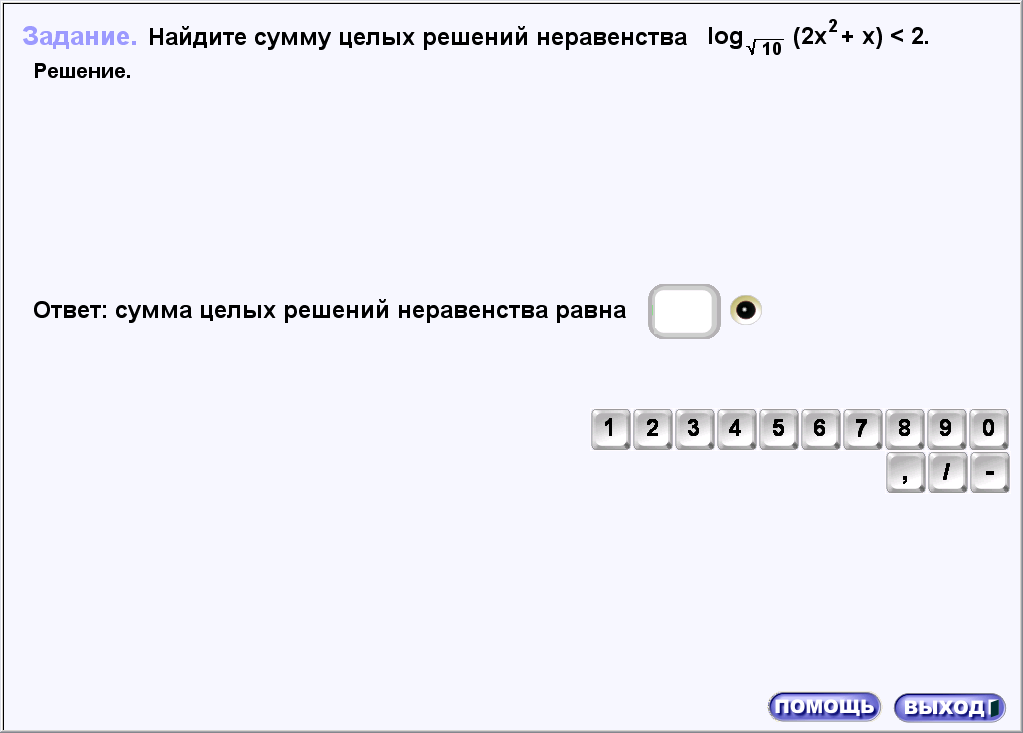 Задание. Найдите сумму целых решений неравенства log√10 (2x² + x) < 2.
Решение.
Ответ: сумма целых решений неравенства равна
1 2 3 4 5 6 7 8 9 0
, / -
помощь выход